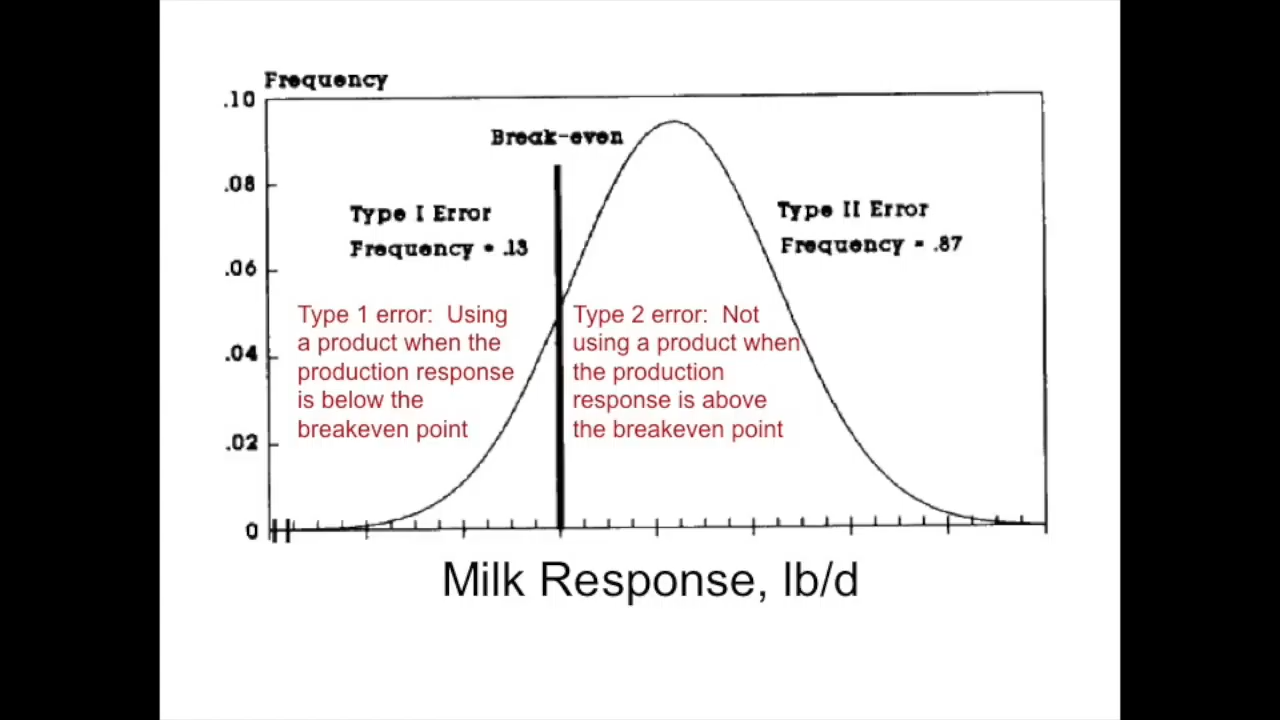 Frequency
.10
Break-even
.08
Type I Error
Type II Error
Frequency = .13
Frequency = .87
.06
Type 1 error:  Using
a product when the
production response
is below the
breakeven point
Type 2 error:  Not
using a product when
the production
response is above
the breakeven point
.04
.02
0
Milk Response, lb/d